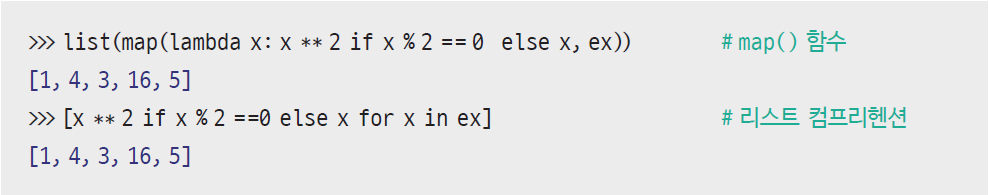 >>> list(map(lambda x: x ** 2 if x % 2 == 0 else x, ex)) # map() 함수
[1, 4, 3, 16, 5]
>>> [x ** 2 if x % 2 ==0 else x for x in ex] # 리스트 컴프리헨션
[1, 4, 3, 16, 5]